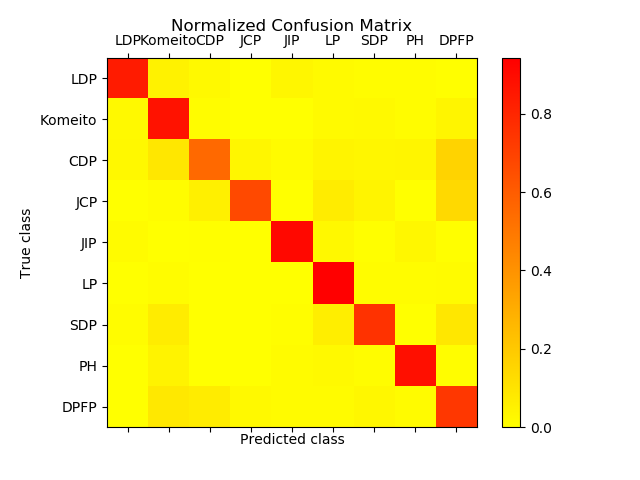 Normalized Confusion Matrix
LDP Komeito CDP JCP JIP LP SDP PH DPFP
LDP
Komeito
CDP
JCP
JIP
LP
SDP
PH
DPFP
True class
Predicted class
0.8
0.6
0.4
0.2
0.0